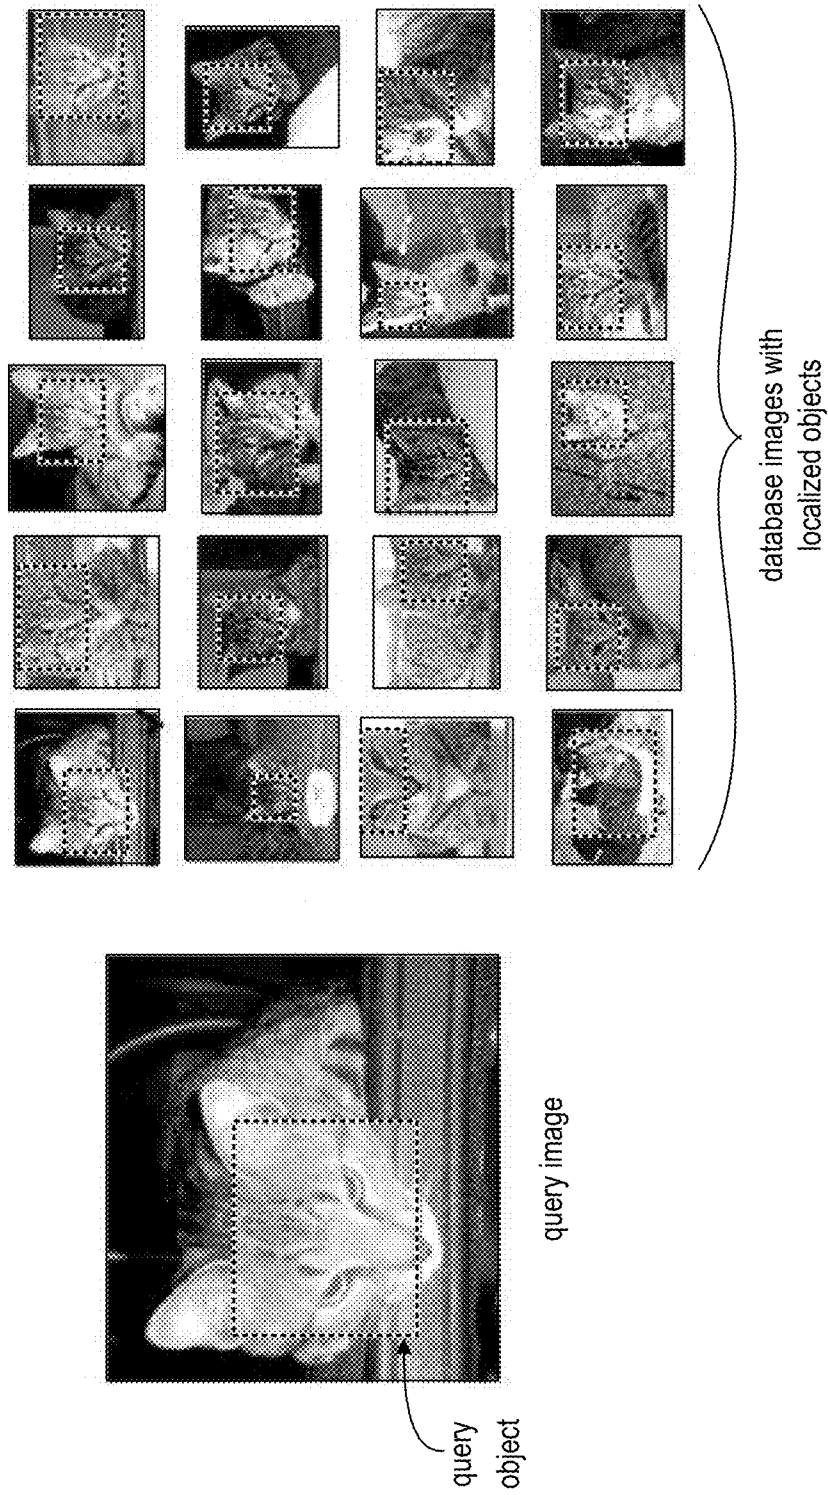 query
object
query image
database images with
localized objects